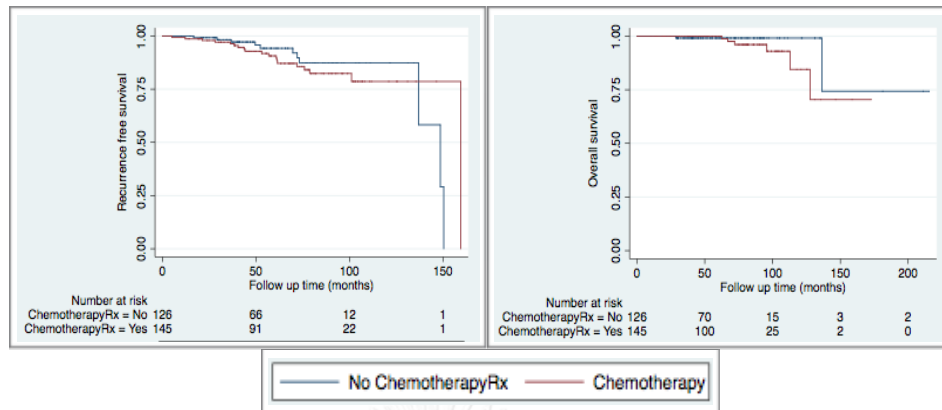 Recurrence free survival
1.00
0.75
0.50
0.25
0.00
0 50 100 150
Follow up time (months)
Number at risk
ChemotherapyRx = No 126 66 12 1
ChemotherapyRx = Yes 145 91 22 1
Overall survival
1.00
0.75
0.50
0.25
0.00
0 50 100 150 200
Follow up time (months)
Number at risk
ChemotherapyRx = No 126 70 15 3 2
ChemotherapyRx = Yes 145 100 25 2 0
No ChemotherapyRx Chemotherapy